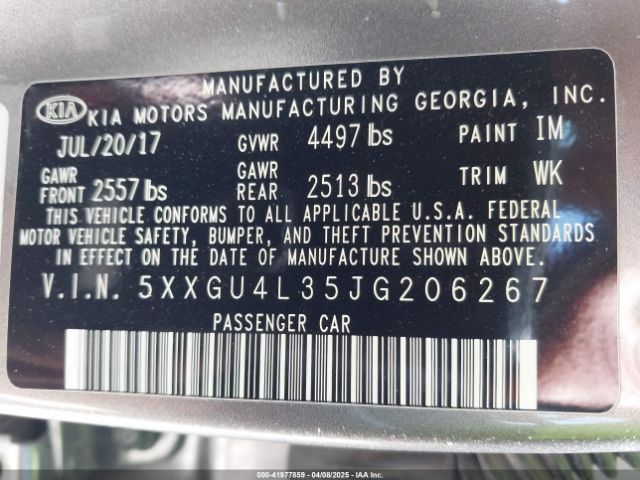 MANUFACTURED BY
KIA KIA MOTORS MANUFACTURING GEORGIA, INC.
JUL/20/17 GVWR 4497 lbs PAINT IM
GAWR FRONT 2557 lbs GAWR REAR 2513 lbs TRIM WK
THIS VEHICLE CONFORMS TO ALL APPLICABLE U.S.A. FEDERAL
MOTOR VEHICLE SAFETY, BUMPER, AND THEFT PREVENTION STANDARDS
IN EFFECT ON THE DATE OF MANUFACTURE SHOWN ABOVE.
V.I.N. 5XXGU4L35JG206267
PASSENGER CAR
000-41977859 04/08/2025 IAA Inc.